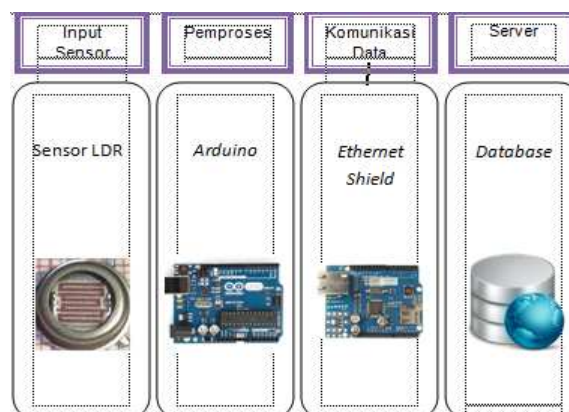 Input
Sensor
Pemproses
Komunikasi
Data
Server
Sensor LDR
Arduino
Ethernet
Shield
Database